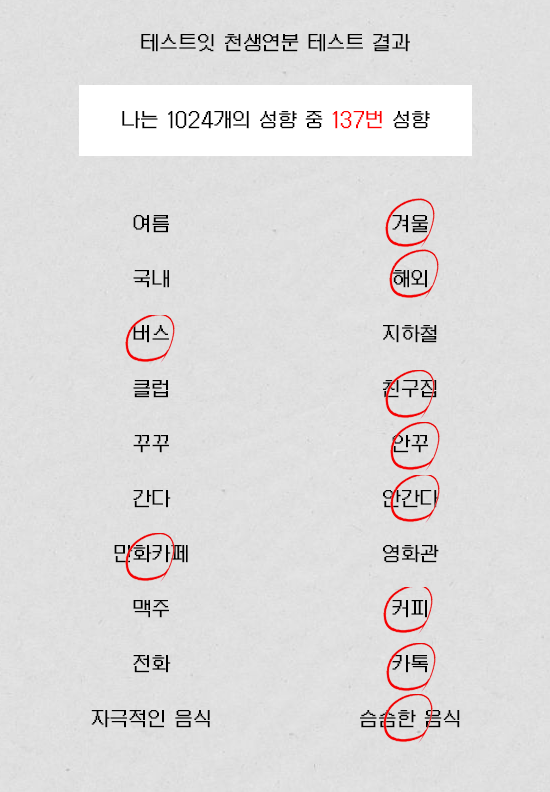 테스트잇 천생연분 테스트 결과
나는 1024개의 성향 중 137번 성향
여름 겨울
국내 해외
버스 지하철
클럽 친구집
꾸꾸 안꾸
간다 안간다
만화카페 영화관
맥주 커피
전화 카톡
자극적인 음식 슴슴한 음식